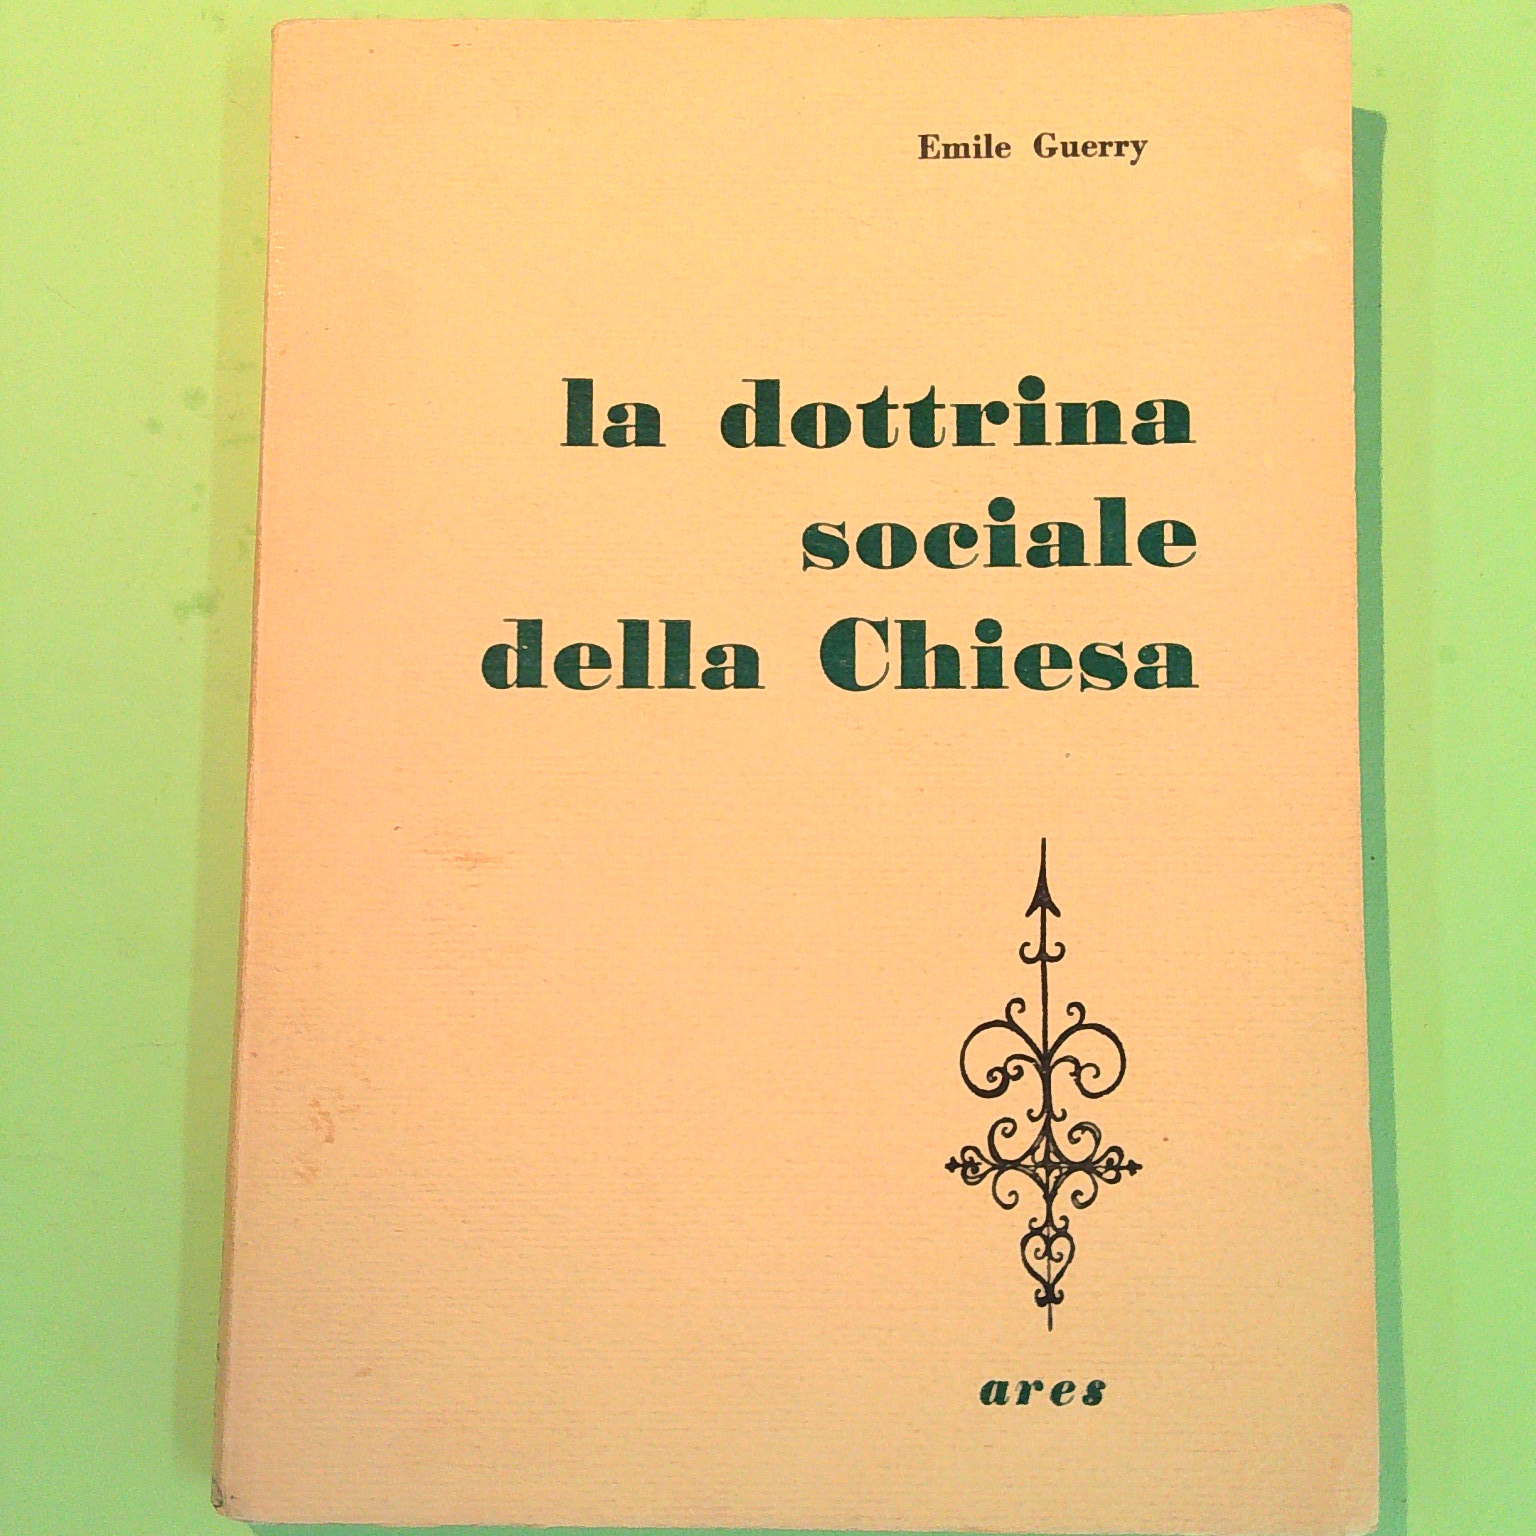 Emile Guerry
la dottrina
sociale
della Chiesa
ares